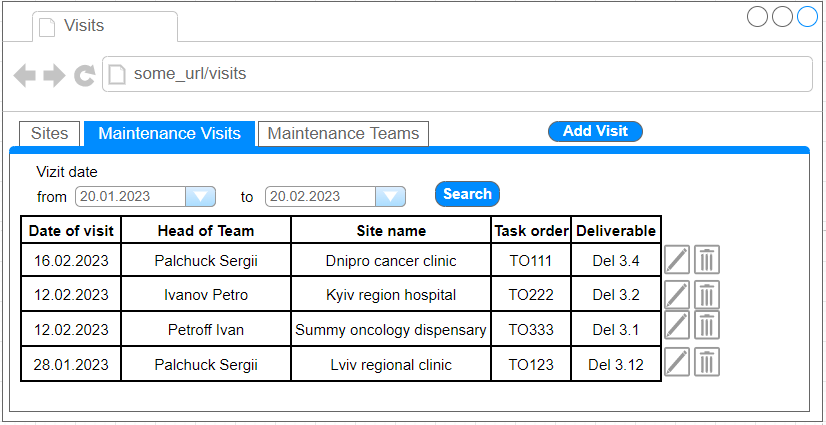 Visits
some_url/visits
Sites Maintenance Visits Maintenance Teams Add Visit
Vizit date
from 20.01.2023 to 20.02.2023 Search
Date of visit Head of Team Site name Task order Deliverable
16.02.2023 Palchuck Sergii Dnipro cancer clinic TO111 Del 3.4
12.02.2023 Ivanov Petro Kyiv region hospital TO222 Del 3.2
12.02.2023 Petroff Ivan Summy oncology dispensary TO333 Del 3.1
28.01.2023 Palchuck Sergii Lviv regional clinic TO123 Del 3.12